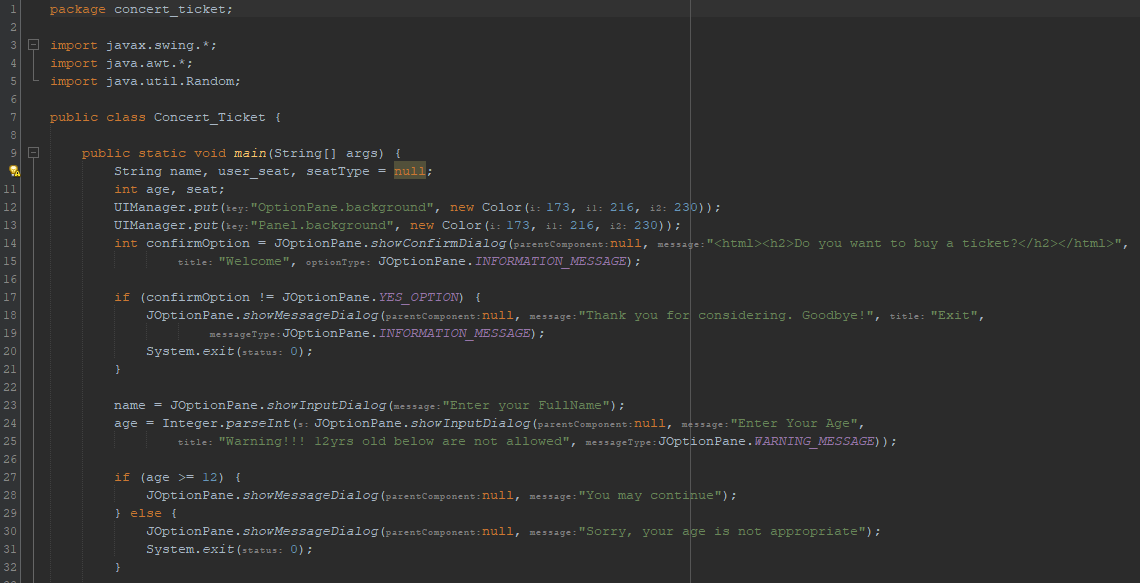 1 package concert_ticket;
2
3 import javax.swing.*;
4 import java.awt.*;
5 import java.util.Random;
6
7 public class Concert_Ticket {
8
9 public static void main(String[] args) {
String name, user_seat, seatType = null;
11 int age, seat;
12 UIManager.put(key: "OptionPane.background", new Color(i: 173, i1: 216, i2: 230));
13 UIManager.put(key: "Panel.background", new Color(i: 173, i1: 216, i2: 230));
14 int confirmOption = JOptionPane.showConfirmDialog(parentComponent: null, message: "<html><h2>Do you want to buy a ticket?</h2></html>",
15 title: "Welcome", optionType: JOptionPane.INFORMATION_MESSAGE);
16
17 if (confirmOption != JOptionPane.YES_OPTION) {
18 JOptionPane.showMessageDialog(parentComponent: null, message: "Thank you for considering. Goodbye!", title: "Exit",
19 messageType: JOptionPane.INFORMATION_MESSAGE);
20 System.exit(status: 0);
21 }
22
23 name = JOptionPane.showInputDialog(message: "Enter your FullName");
24 age = Integer.parseInt(s: JOptionPane.showInputDialog(parentComponent: null, message: "Enter Your Age",
25 title: "Warning!!! 12yrs old below are not allowed", messageType: JOptionPane.WARNING_MESSAGE));
26
27 if (age >= 12) {
28 JOptionPane.showMessageDialog(parentComponent: null, message: "You may continue");
29 } else {
30 JOptionPane.showMessageDialog(parentComponent: null, message: "Sorry, your age is not appropriate");
31 System.exit(status: 0);
32 }